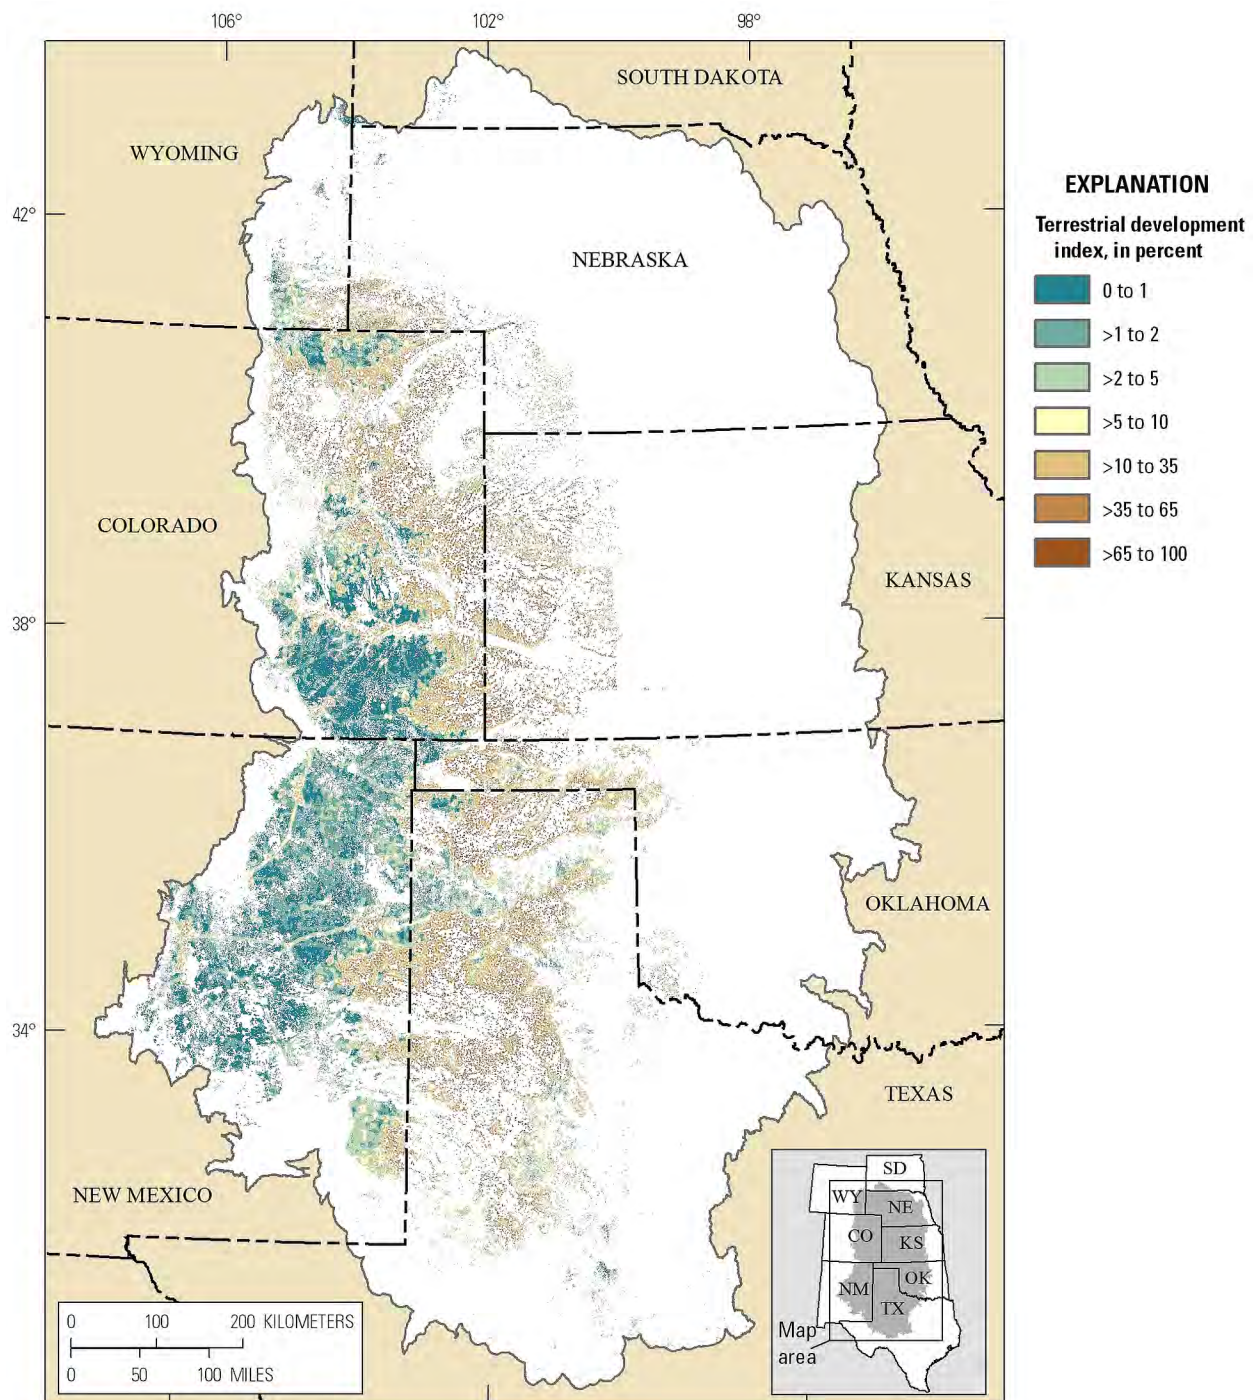 106°
102°
98°
SOUTH DAKOTA
WYOMING
42°
NEBRASKA
COLORADO
KANSAS
38°
OKLAHOMA
34°
TEXAS
NEW MEXICO
EXPLANATION
Terrestrial development
index, in percent
0 to 1
>1 to 2
>2 to 5
>5 to 10
>10 to 35
>35 to 65
>65 to 100
0 100 200 KILOMETERS
0 50 100 MILES
SD
WY
NE
CO
KS
NM
OK
TX
Map
area